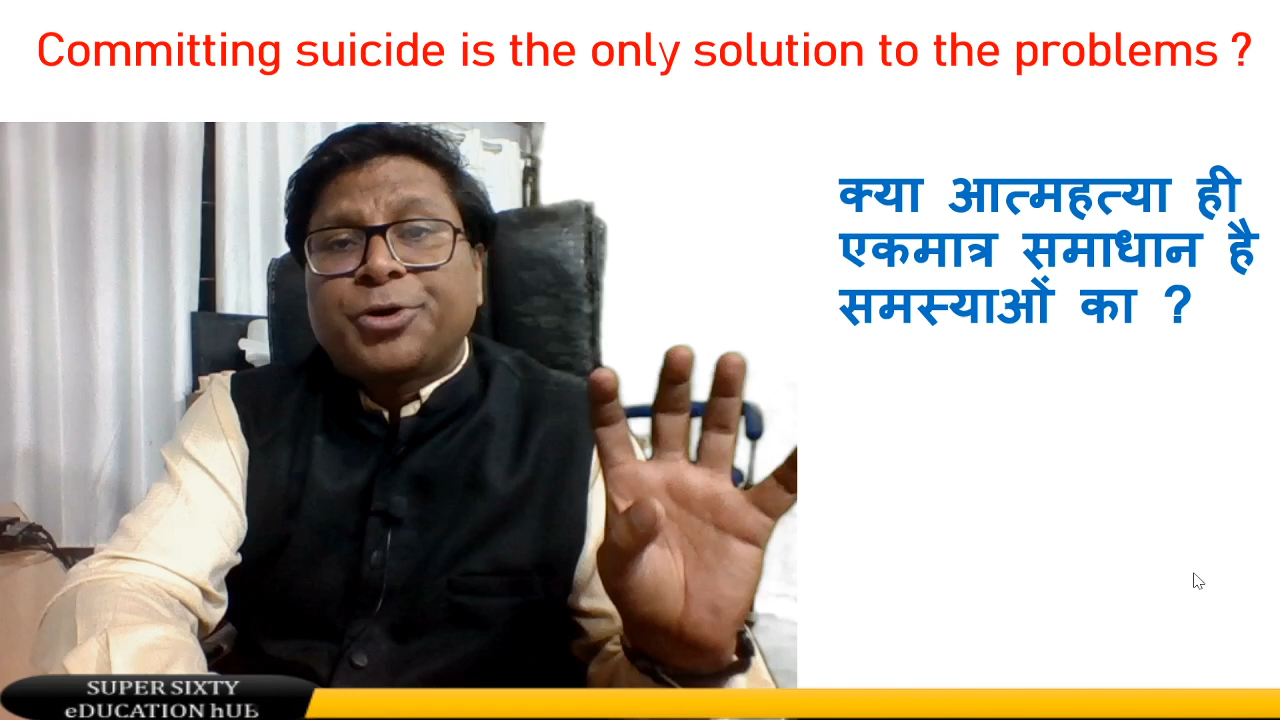 Committing suicide is the only solution to the problems ?
क्या आत्महत्या ही
एकमात्र समाधान है
समस्याओं का ?
SUPER SIXTY
eDUCATION hUB